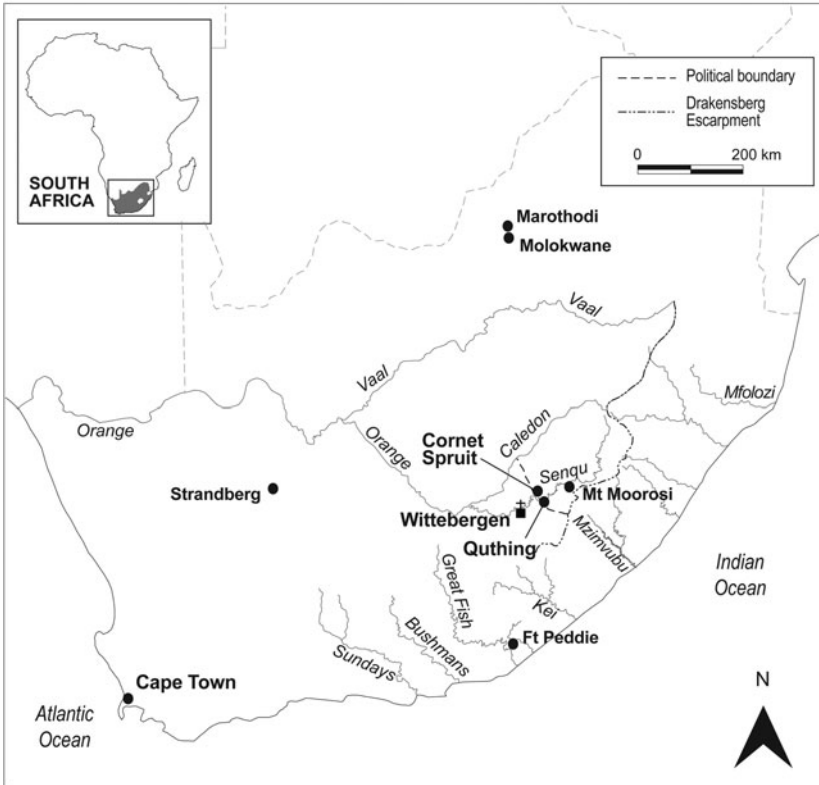 SOUTH
AFRICA
Political boundary
Drakensberg
Escarpment
0 200 km
Marothodi
Molokwane
Vaal
Vaal
Mfolozi
Orange
Orange
Caledon
Cornet
Spruit
Senqu
Strandberg
Mt Moorosi
Wittebergen
Quthing
Mzimvubu
Indian
Ocean
Great Fish
Kei
Bushmans
Ft Peddie
Sundays
Cape Town
N
Atlantic
Ocean